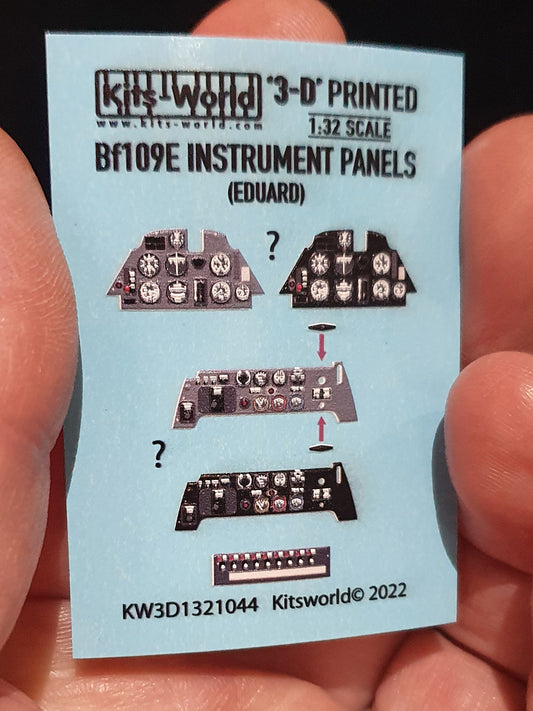 Kits-World "3-D" PRINTED
www.kits-world.com 1:32 SCALE
Bf109E INSTRUMENT PANELS
(EDUARD)
?
?
KW3D1321044 Kitsworld© 2022